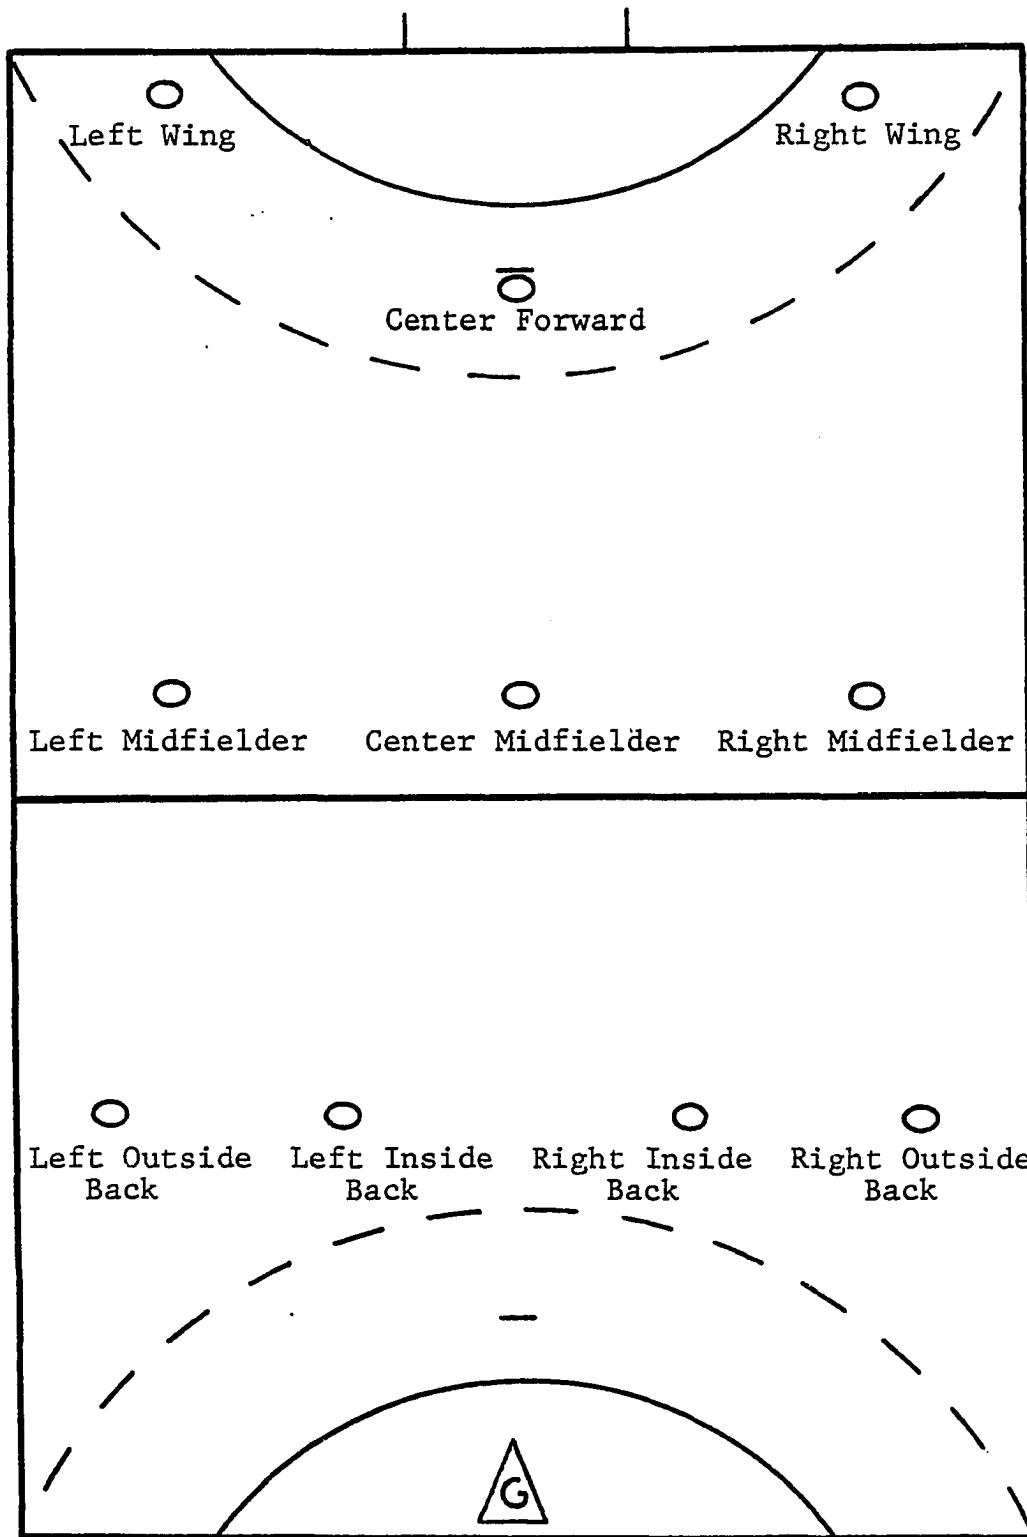 Left Wing
Right Wing
Center Forward
Left Midfielder
Center Midfielder
Right Midfielder
Left Outside
Back
Left Inside
Back
Right Inside
Back
Right Outside
Back
G